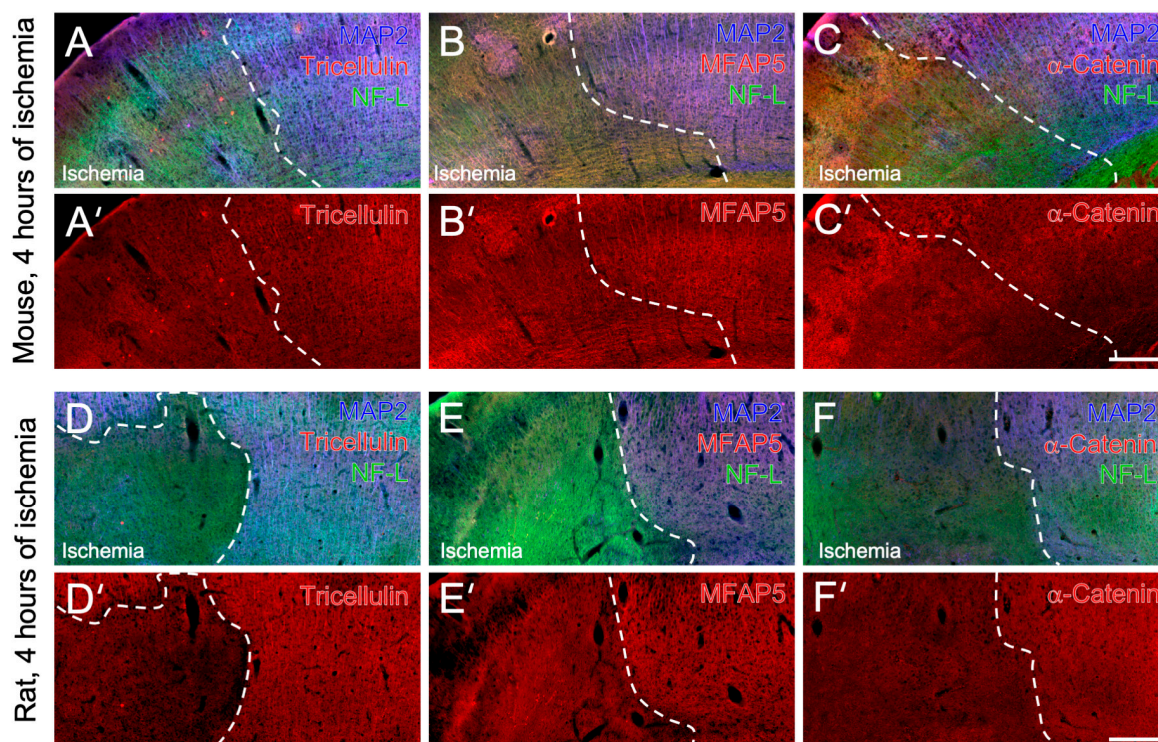 Mouse, 4 hours of ischemia
A
MAP2
Tricellulin
NF-L
Ischemia
B
MAP2
MFAP5
NF-L
C
MAP2
α-Catenin
NF-L
Ischemia
A′
Tricellulin
B′
MFAP5
C′
α-Catenin
Rat, 4 hours of ischemia
D
MAP2
Tricellulin
NF-L
Ischemia
E
MAP2
MFAP5
NF-L
Ischemia
F
MAP2
α-Catenin
NF-L
Ischemia
D′
Tricellulin
E′
MFAP5
F′
α-Catenin